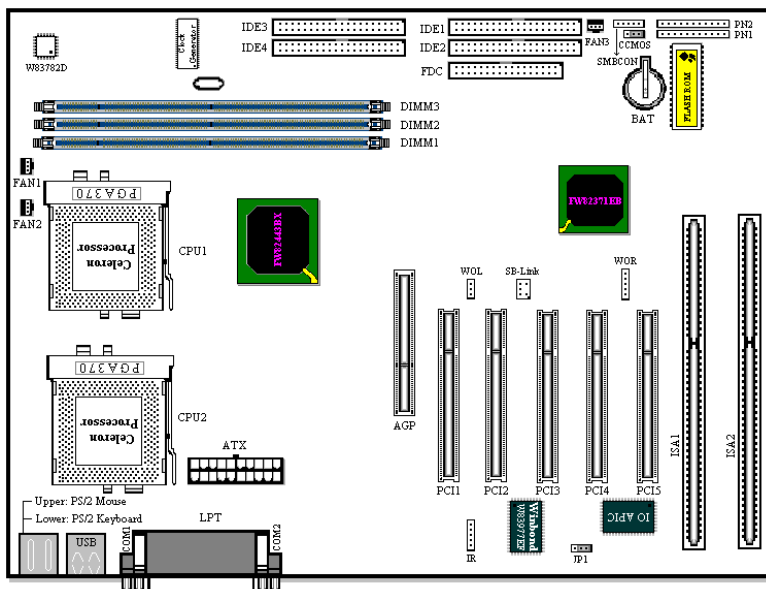 IDE3
IDE4
IDE1
IDE2
FDC
FAN3
CCMOS
SMBCON
PN2
PN1
W83782D
Clock Generator
BAT
FLASH ROM
DIMM3
DIMM2
DIMM1
FAN1
FAN2
PGA370
Celeron Processor
CPU1
FW82443BX
FW82371EB
WOL
SB-Link
WOR
PGA370
Celeron Processor
CPU2
ATX
AGP
PCI1
PCI2
PCI3
PCI4
PCI5
ISA1
ISA2
Upper: PS/2 Mouse
Lower: PS/2 Keyboard
USB
COM1
LPT
COM2
IR
Winbond
W83977EF
IO APIC
JP1